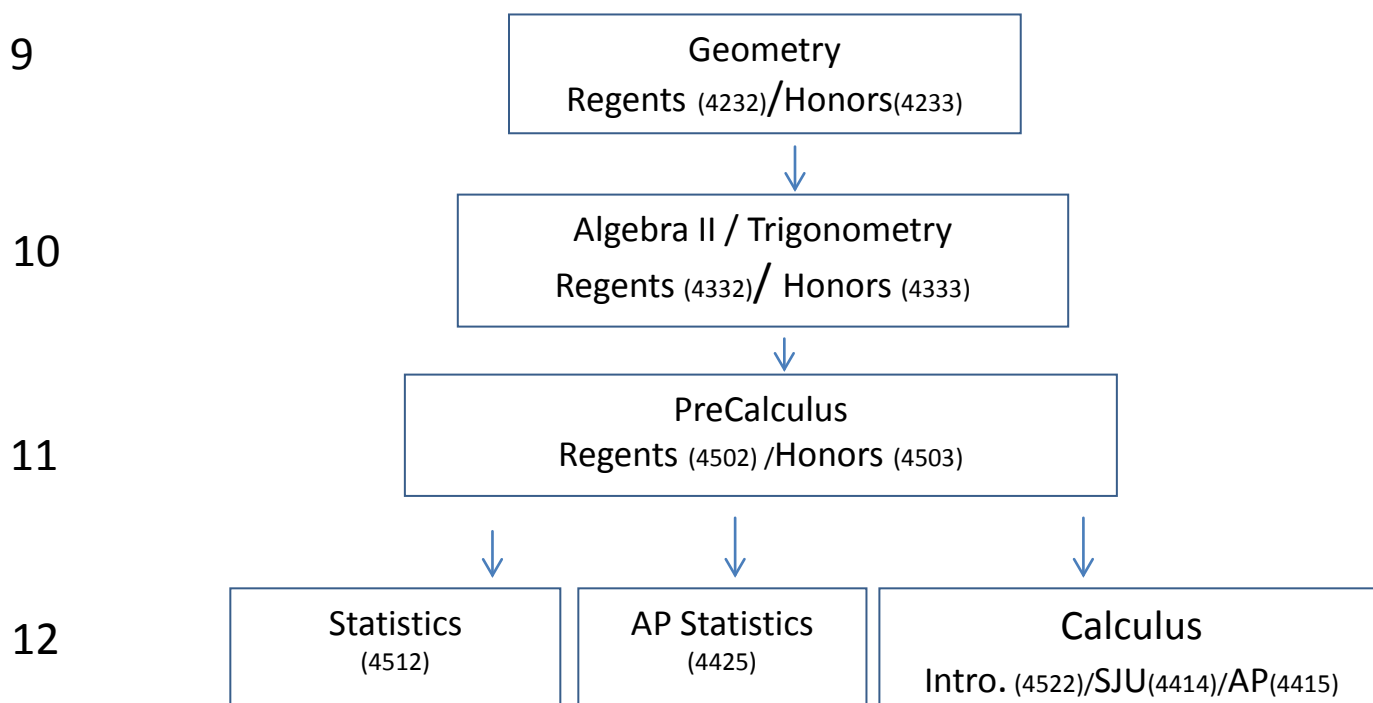 9
Geometry
Regents (4232)/Honors(4233)
10
Algebra II / Trigonometry
Regents (4332)/ Honors (4333)
11
PreCalculus
Regents (4502) /Honors (4503)
12
Statistics
(4512)
AP Statistics
(4425)
Calculus
Intro. (4522)/SJU(4414)/AP(4415)